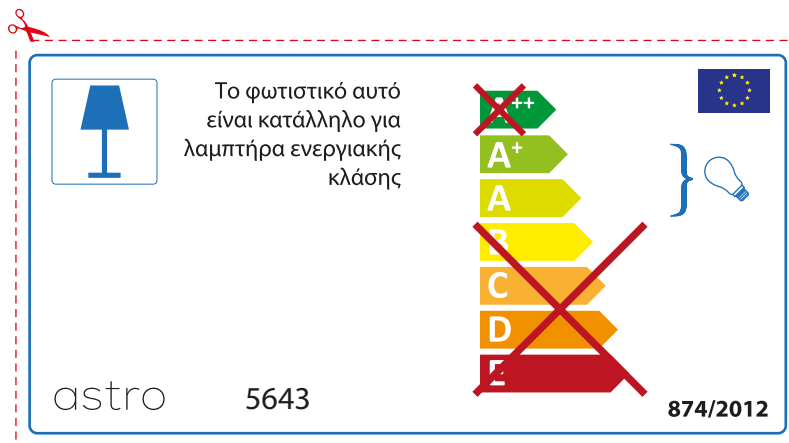 Το φωτιστικό αυτό
είναι κατάλληλο για
λαμπτήρα ενεργιακής
κλάσης
A++
A+
A
B
C
D
E
astro
5643
874/2012